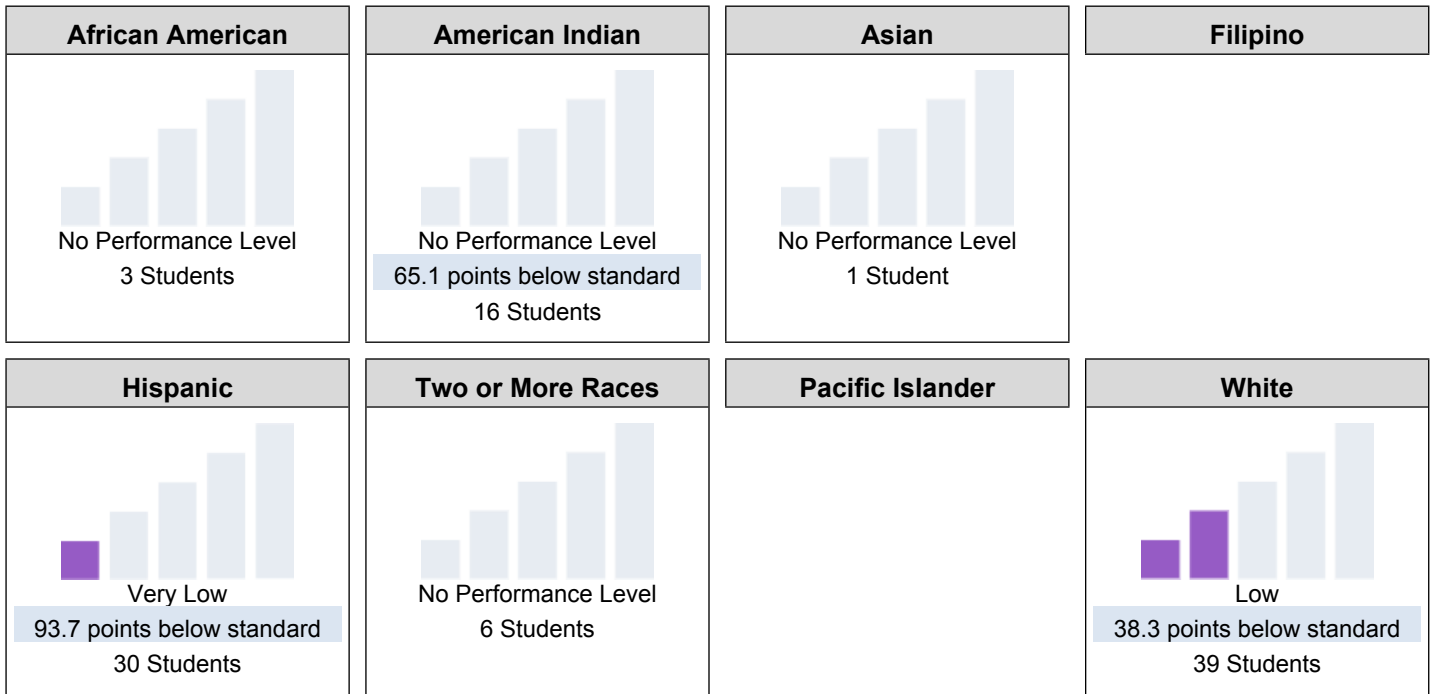 African American
No Performance Level
3 Students
American Indian
No Performance Level
65.1 points below standard
16 Students
Asian
No Performance Level
1 Student
Filipino
Hispanic
Very Low
93.7 points below standard
30 Students
Two or More Races
No Performance Level
6 Students
Pacific Islander
White
Low
38.3 points below standard
39 Students